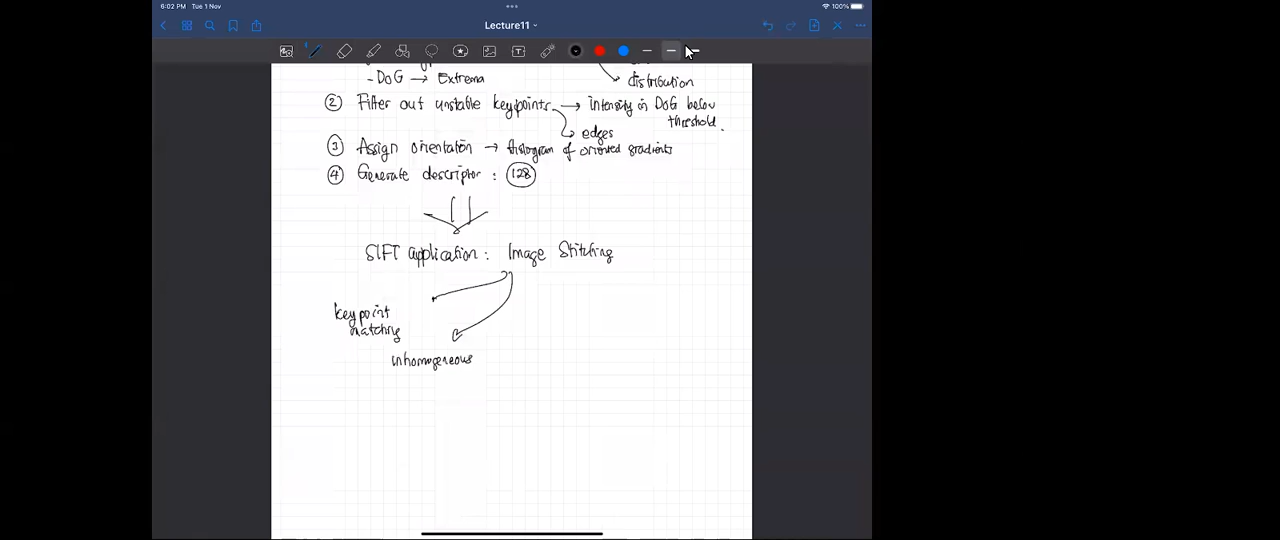 6:02 PM Tue 1 Nov
100%
Lecture11
- DoG → Extrema
distribution
② Filter out unstable keypoints → intensity in DoG below
threshold.
edges
③ Assign orientation → Histogram of oriented gradients
④ Generate descriptor : 128
SIFT application : Image Stitching
keypoint
matching
inhomogeneous